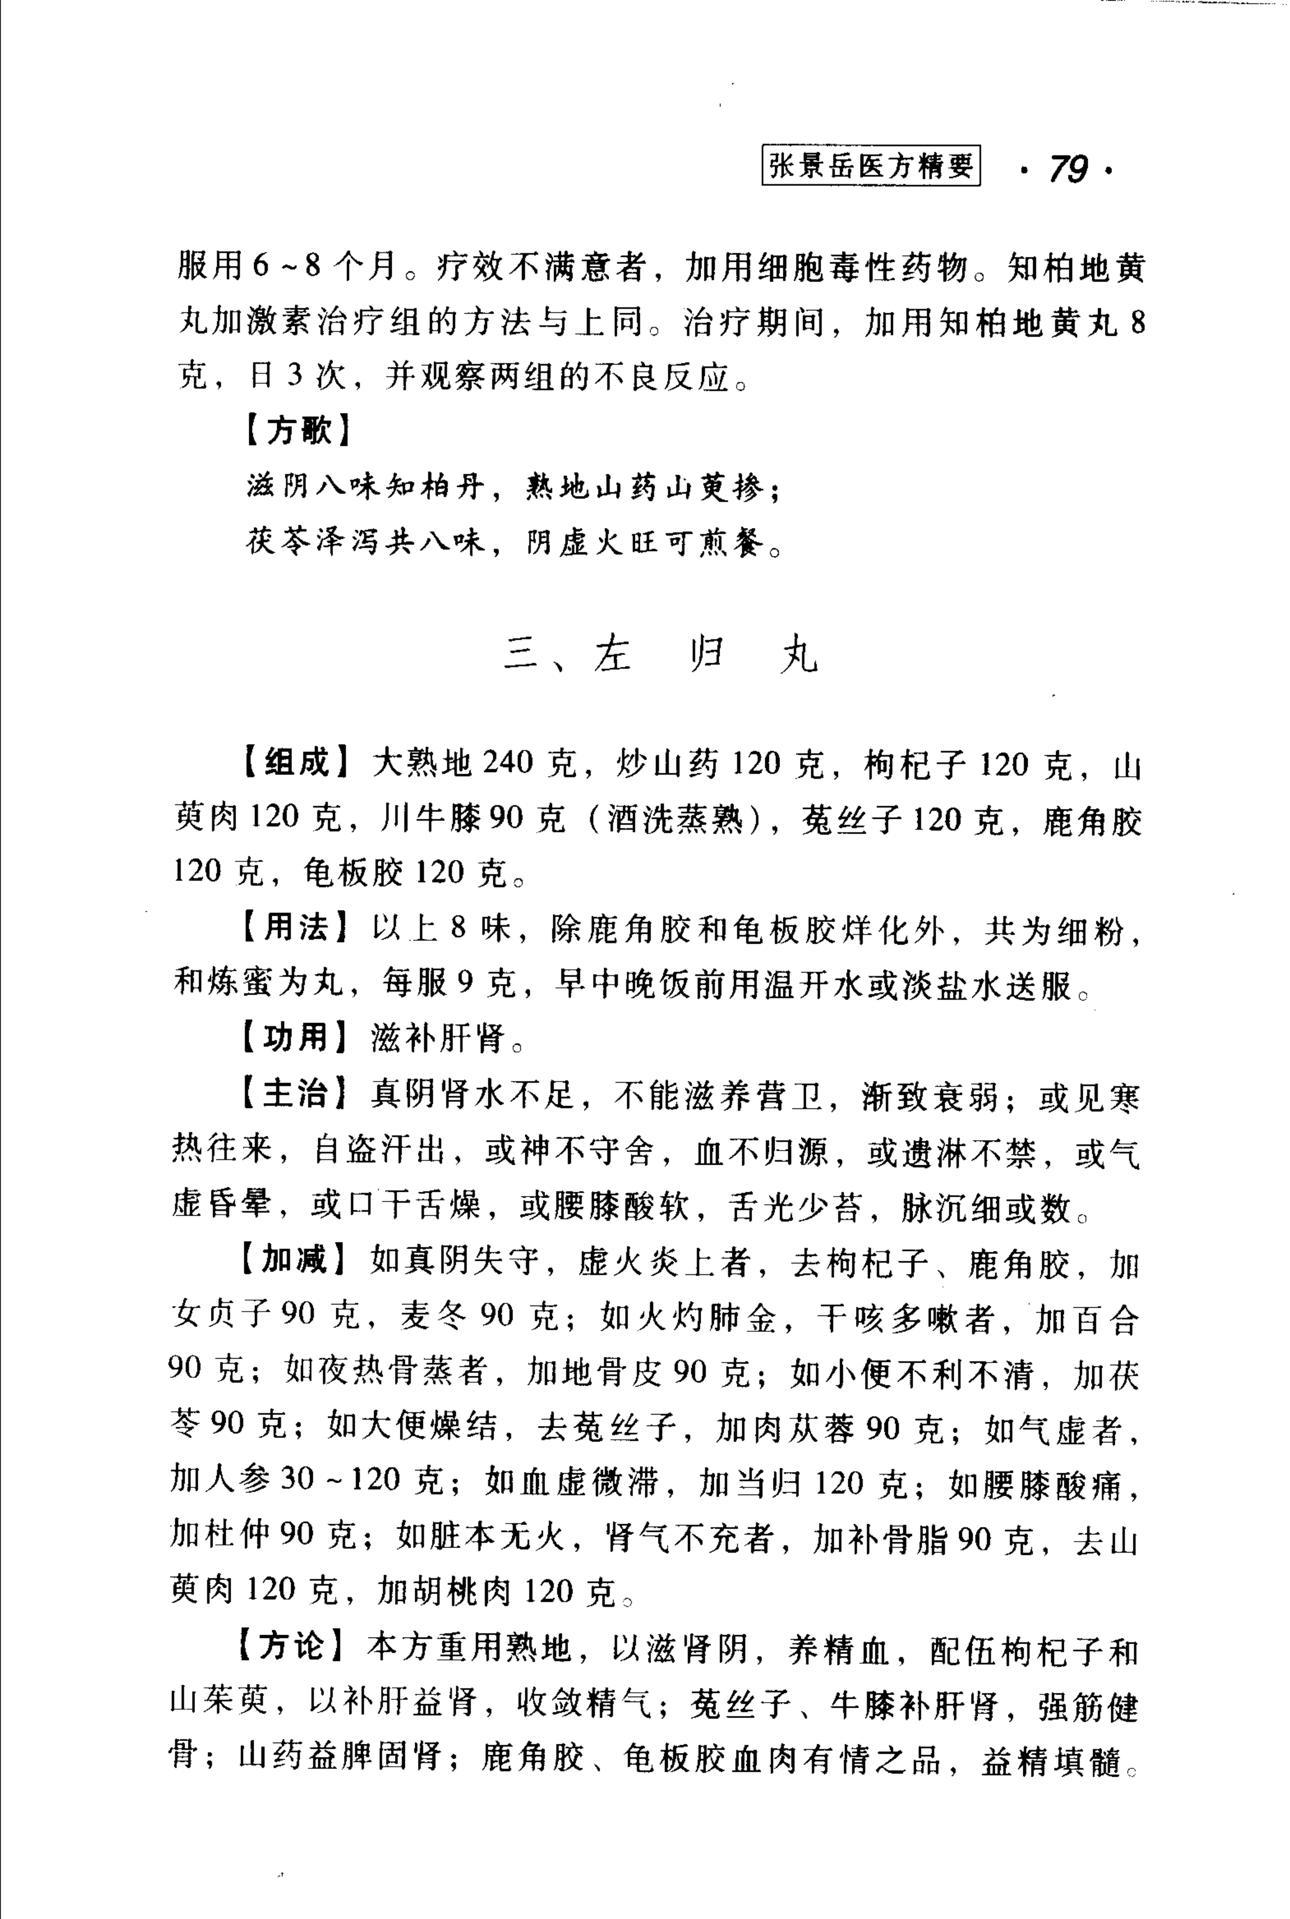 张景岳医方精要 · 79 ·
服用6~8个月。疗效不满意者，加用细胞毒性药物。知柏地黄
丸加激素治疗组的方法与上同。治疗期间，加用知柏地黄丸8
克，日3次，并观察两组的不良反应。
【方歌】
滋阴八味知柏丹，熟地山药山萸掺；
茯苓泽泻共八味，阴虚火旺可煎餐。
三、左归丸
【组成】大熟地240克，炒山药120克，枸杞子120克，山
萸肉120克，川牛膝90克（酒洗蒸熟），菟丝子120克，鹿角胶
120克，龟板胶120克。
【用法】以上8味，除鹿角胶和龟板胶烊化外，共为细粉，
和炼蜜为丸，每服9克，早中晚饭前用温开水或淡盐水送服。
【功用】滋补肝肾。
【主治】真阴肾水不足，不能滋养营卫，渐致衰弱；或见寒
热往来，自盗汗出，或神不守舍，血不归源，或遗淋不禁，或气
虚昏晕，或口干舌燥，或腰膝酸软，舌光少苔，脉沉细或数。
【加减】如真阴失守，虚火炎上者，去枸杞子、鹿角胶，加
女贞子90克，麦冬90克；如火灼肺金，干咳多嗽者，加百合
90克；如夜热骨蒸者，加地骨皮90克；如小便不利不清，加茯
苓90克；如大便燥结，去菟丝子，加肉苁蓉90克；如气虚者，
加人参30~120克；如血虚微滞，加当归120克；如腰膝酸痛，
加杜仲90克；如脏本无火，肾气不充者，加补骨脂90克，去山
萸肉120克，加胡桃肉120克。
【方论】本方重用熟地，以滋肾阴，养精血，配伍枸杞子和
山茱萸，以补肝益肾，收敛精气；菟丝子、牛膝补肝肾，强筋健
骨；山药益脾固肾；鹿角胶、龟板胶血肉有情之品，益精填髓。